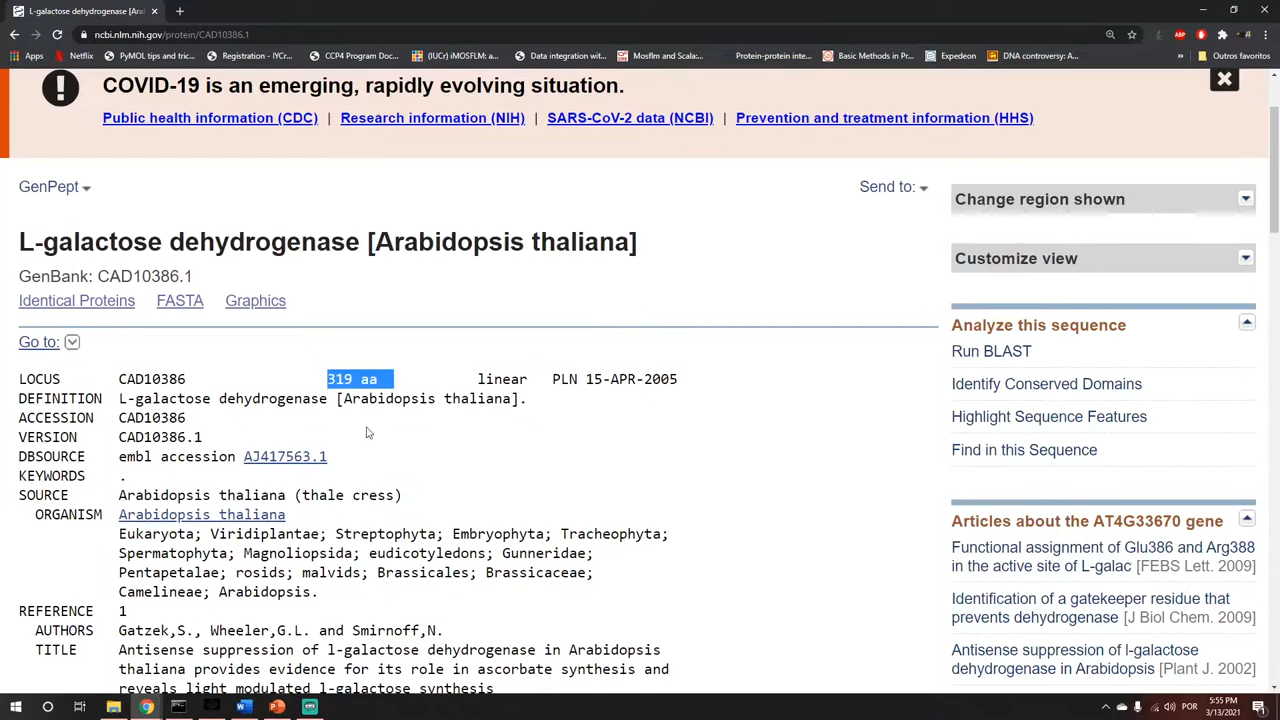 L-galactose dehydrogenase [Ara
ncbi.nlm.nih.gov/protein/CAD10386.1
Apps Netflix PyMOL tips and tric... Registration - IYCr... CCP4 Program Doc... (IUCr) iMOSFLM: a... Data integration wit... Mosflm and Scala:... Protein-protein inte... Basic Methods in Pr... Expedeon DNA controversy: A... » Outros favoritos
COVID-19 is an emerging, rapidly evolving situation.
Public health information (CDC) | Research information (NIH) | SARS-CoV-2 data (NCBI) | Prevention and treatment information (HHS)
GenPept
Send to:
Change region shown
L-galactose dehydrogenase [Arabidopsis thaliana]
Customize view
GenBank: CAD10386.1
Identical Proteins FASTA Graphics
Analyze this sequence
Go to:
Run BLAST
LOCUS CAD10386 319 aa linear PLN 15-APR-2005
Identify Conserved Domains
DEFINITION L-galactose dehydrogenase [Arabidopsis thaliana].
ACCESSION CAD10386
Highlight Sequence Features
VERSION CAD10386.1
Find in this Sequence
DBSOURCE embl accession AJ417563.1
KEYWORDS .
SOURCE Arabidopsis thaliana (thale cress)
ORGANISM Arabidopsis thaliana
Articles about the AT4G33670 gene
Eukaryota; Viridiplantae; Streptophyta; Embryophyta; Tracheophyta;
Functional assignment of Glu386 and Arg388
Spermatophyta; Magnoliopsida; eudicotyledons; Gunneridae;
in the active site of L-galac [FEBS Lett. 2009]
Pentapetalae; rosids; malvids; Brassicales; Brassicaceae;
Camelineae; Arabidopsis.
Identification of a gatekeeper residue that
REFERENCE 1
prevents dehydrogenase [J Biol Chem. 2009]
AUTHORS Gatzek,S., Wheeler,G.L. and Smirnoff,N.
TITLE Antisense suppression of l-galactose dehydrogenase in Arabidopsis
Antisense suppression of l-galactose
thaliana provides evidence for its role in ascorbate synthesis and
dehydrogenase in Arabidopsis [Plant J. 2002]
reveals light modulated l-galactose synthesis
POR
5:55 PM
3/13/2021